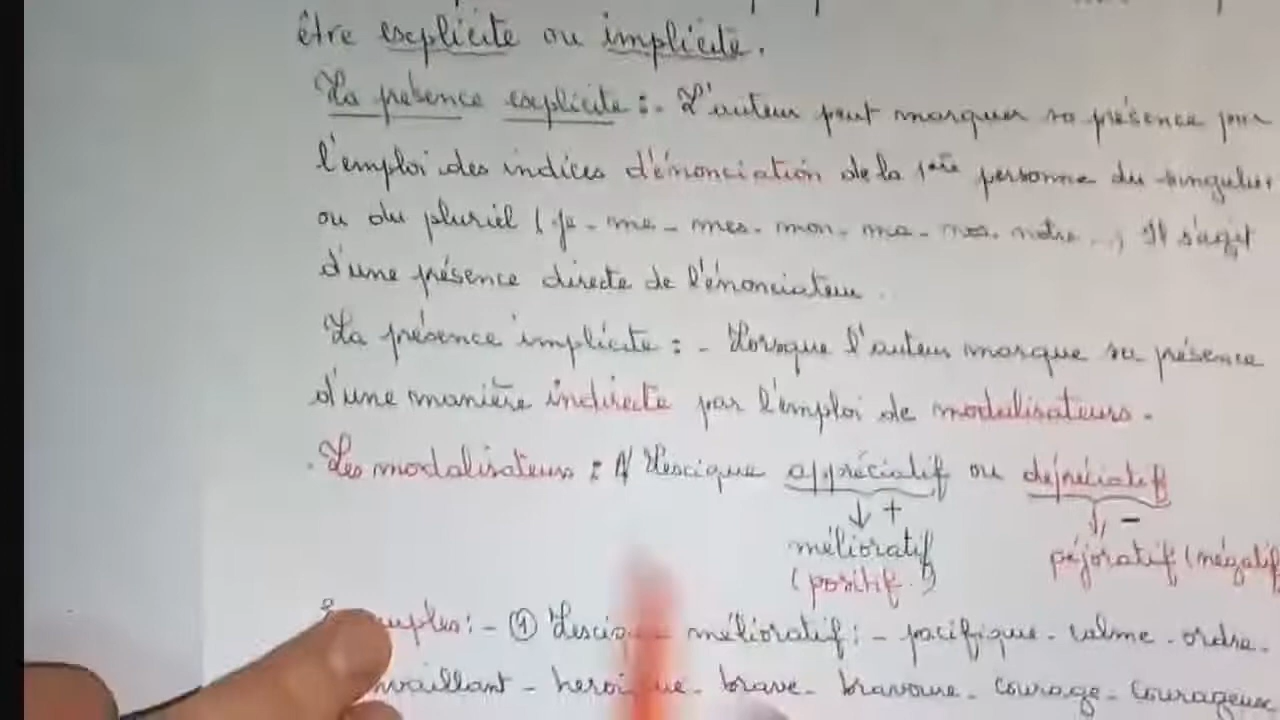 être explicite ou implicite.
La présence explicite : - L'auteur peut marquer sa présence par
l'emploi des indices d'énonciation de la 1ère personne du singulier
ou du pluriel ( je - me - mes - mon - ma - nos - notre ... , Il s'agit
d'une présence directe de l'énonciateur.
La présence implicite : - Lorsque l'auteur marque sa présence
d'une manière indirecte par l'emploi de modalisateurs.
. Les modalisateurs : 1/ Lexique appréciatif ou dépréciatif
+ -
mélioratif péjoratif (négatif
(positif.)
① Lexique mélioratif : - pacifique - calme - ordre -
- heroique - brave - bravoure - courage - courageux